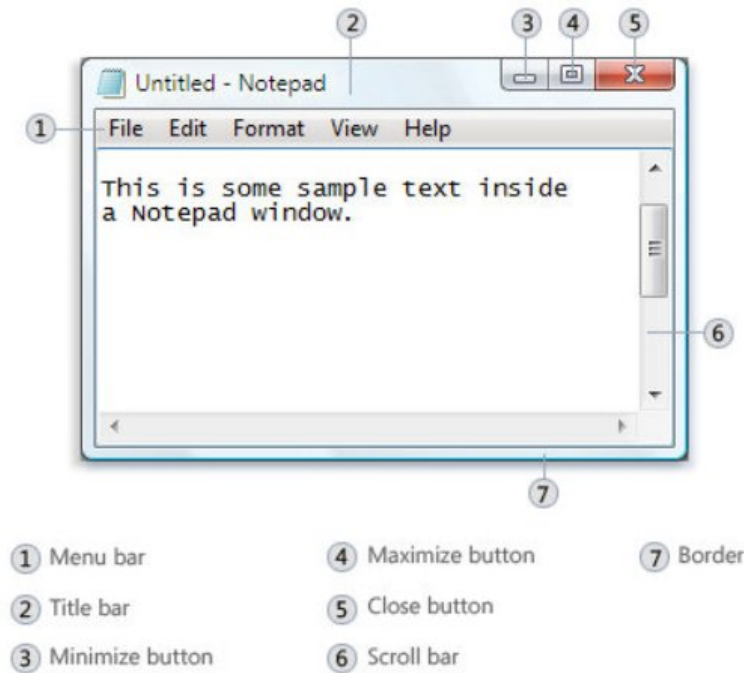 2 3 4 5
Untitled - Notepad
1 File Edit Format View Help
This is some sample text inside
a Notepad window.
6
7
1 Menu bar
2 Title bar
3 Minimize button
4 Maximize button
5 Close button
6 Scroll bar
7 Border